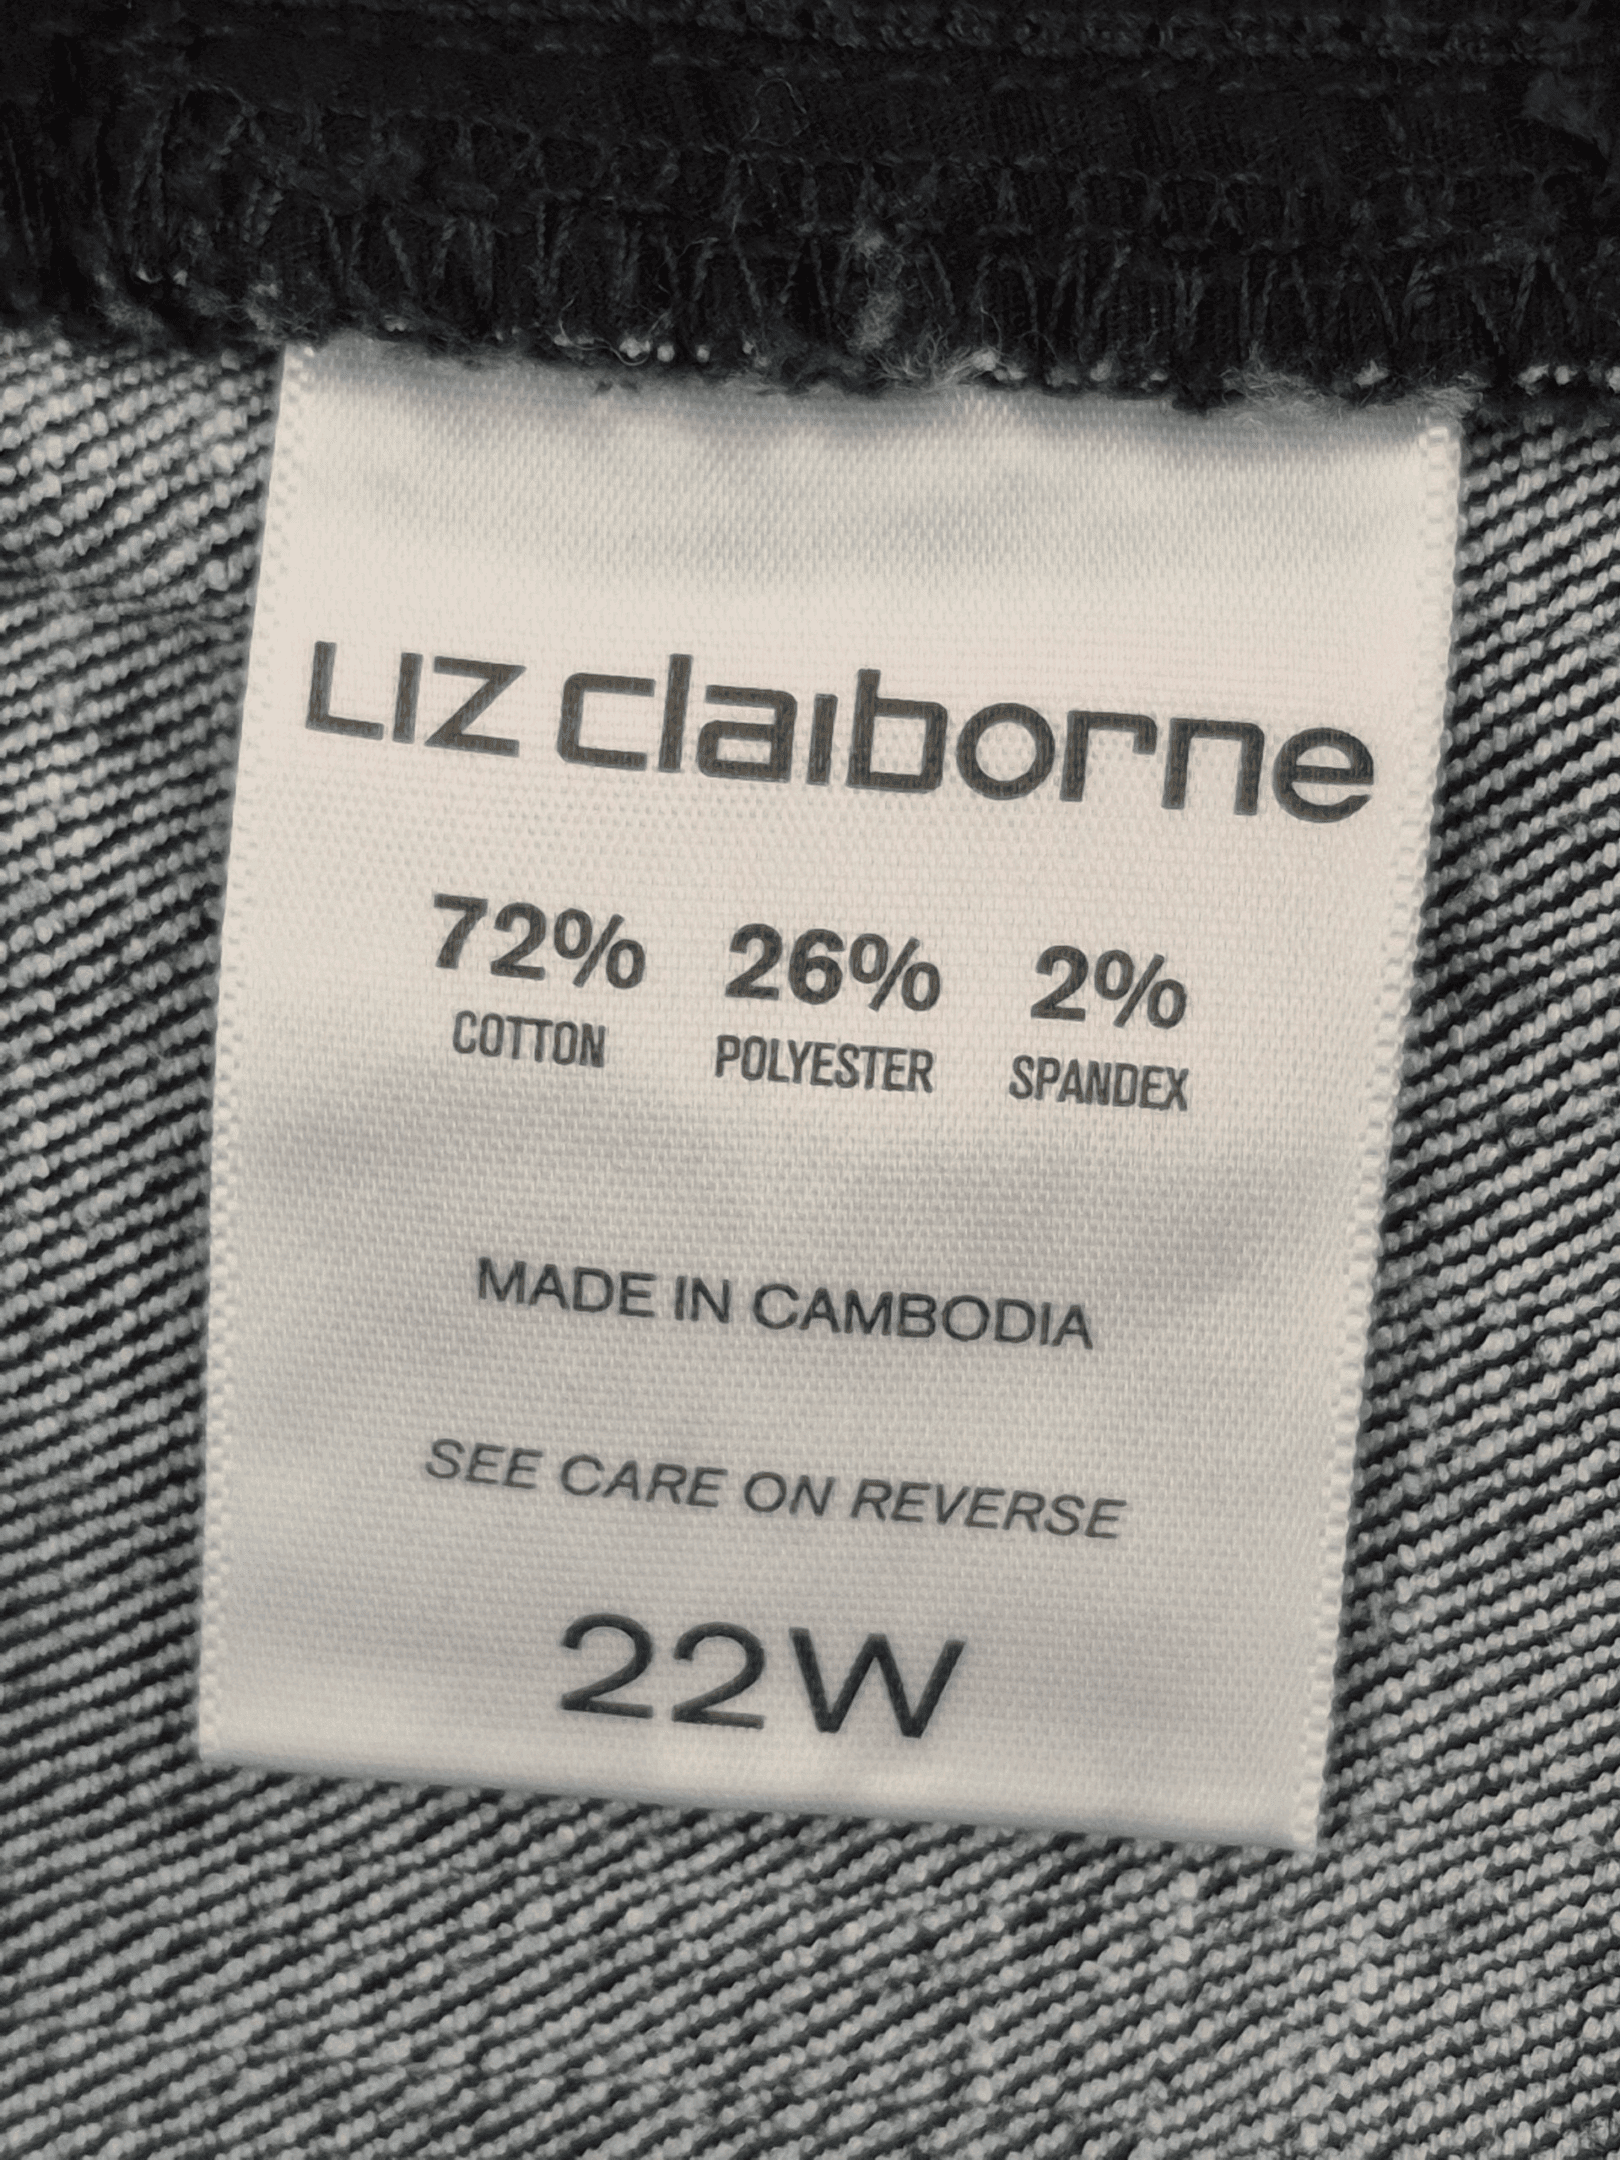 LIZ claiborne
72% 26% 2%
COTTON POLYESTER SPANDEX
MADE IN CAMBODIA
SEE CARE ON REVERSE
22W